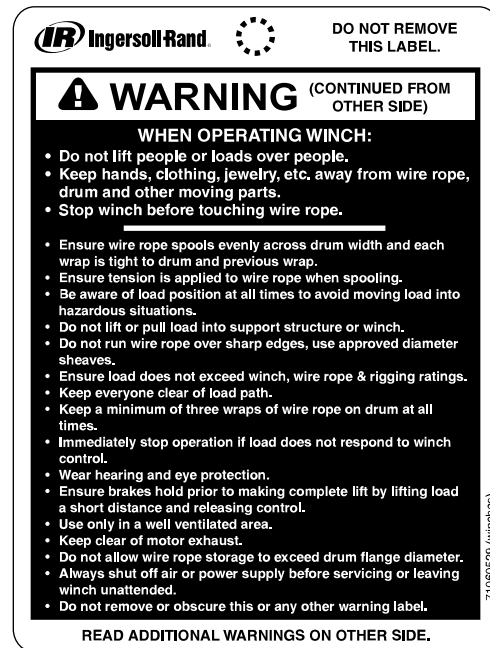 IR Ingersoll-Rand.
DO NOT REMOVE
THIS LABEL.
WARNING
(CONTINUED FROM
OTHER SIDE)
WHEN OPERATING WINCH:
• Do not lift people or loads over people.
• Keep hands, clothing, jewelry, etc. away from wire rope,
drum and other moving parts.
• Stop winch before touching wire rope.
• Ensure wire rope spools evenly across drum width and each
wrap is tight to drum and previous wrap.
• Ensure tension is applied to wire rope when spooling.
• Be aware of load position at all times to avoid moving load into
hazardous situations.
• Do not lift or pull load into support structure or winch.
• Do not run wire rope over sharp edges, use approved diameter
sheaves.
• Ensure load does not exceed winch, wire rope & rigging ratings.
• Keep everyone clear of load path.
• Keep a minimum of three wraps of wire rope on drum at all
times.
• Immediately stop operation if load does not respond to winch
control.
• Wear hearing and eye protection.
• Ensure brakes hold prior to making complete lift by lifting load
a short distance and releasing control.
• Use only in a well ventilated area.
• Keep clear of motor exhaust.
• Do not allow wire rope storage to exceed drum flange diameter.
• Always shut off air or power supply before servicing or leaving
winch unattended.
• Do not remove or obscure this or any other warning label.
READ ADDITIONAL WARNINGS ON OTHER SIDE.